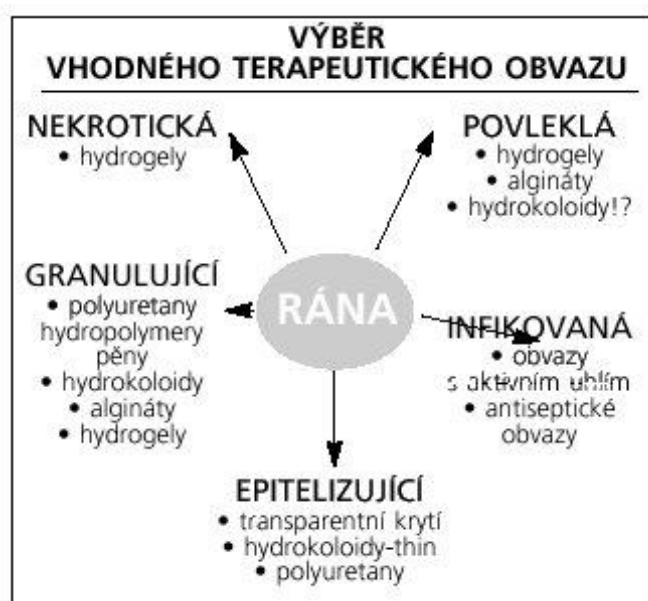 VÝBĚR
VHODNÉHO TERAPEUTICKÉHO OBVAZU
NEKROTICKÁ
• hydrogely
POVLEKLÁ
• hydrogely
• algináty
• hydrokoloidy!?
GRANULUJÍCÍ
• polyuretany
hydropolymery
pěny
• hydrokoloidy
• algináty
• hydrogely
RÁNA
INFIKOVANÁ
• obvazy
s aktivním uhlím
• antiseptické
obvazy
EPITELIZUJÍCÍ
• transparentní krytí
• hydrokoloidy-thin
• polyuretany